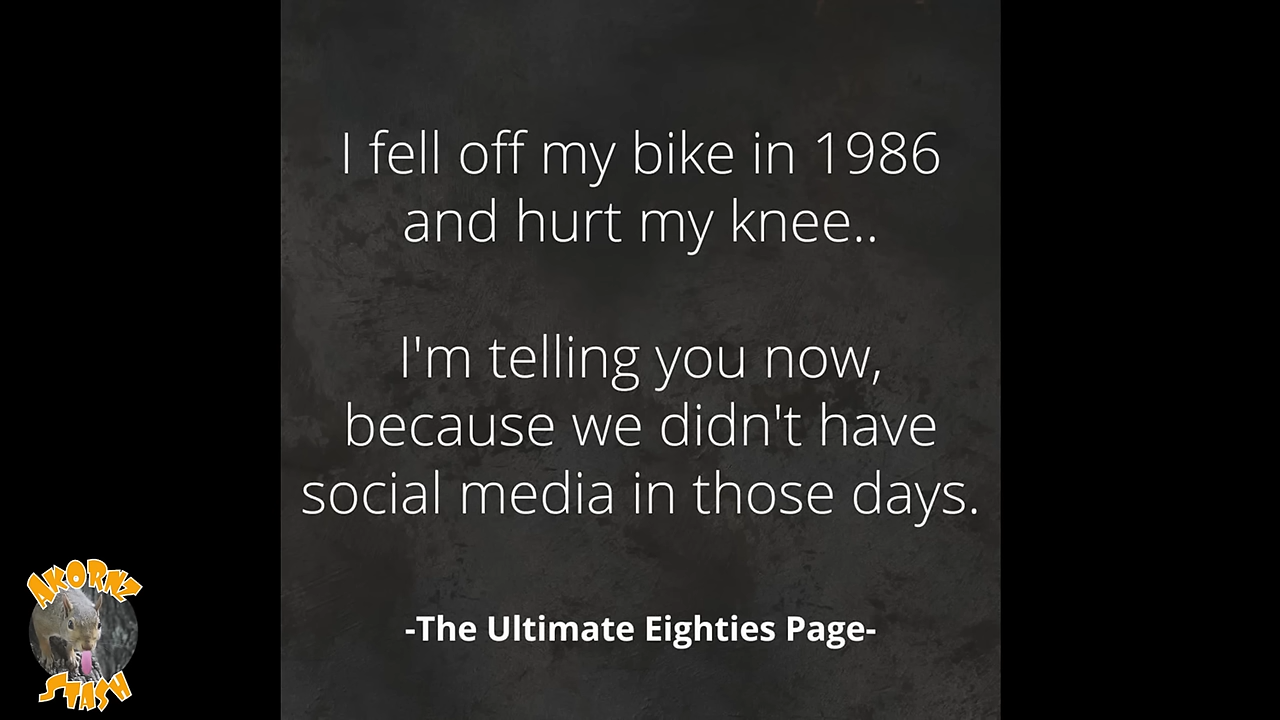 I fell off my bike in 1986
and hurt my knee..
I'm telling you now,
because we didn't have
social media in those days.
-The Ultimate Eighties Page-
AKORNZ
STASH